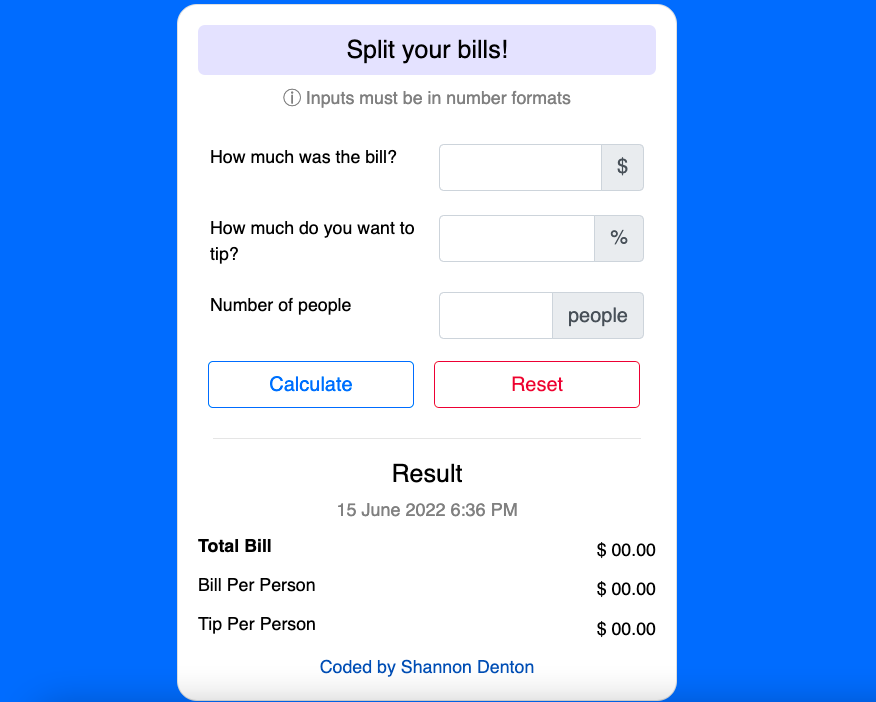 Split your bills!
ⓘ Inputs must be in number formats
How much was the bill?
$
How much do you want to
tip?
%
Number of people
people
Calculate
Reset
Result
15 June 2022 6:36 PM
Total Bill
$ 00.00
Bill Per Person
$ 00.00
Tip Per Person
$ 00.00
Coded by Shannon Denton